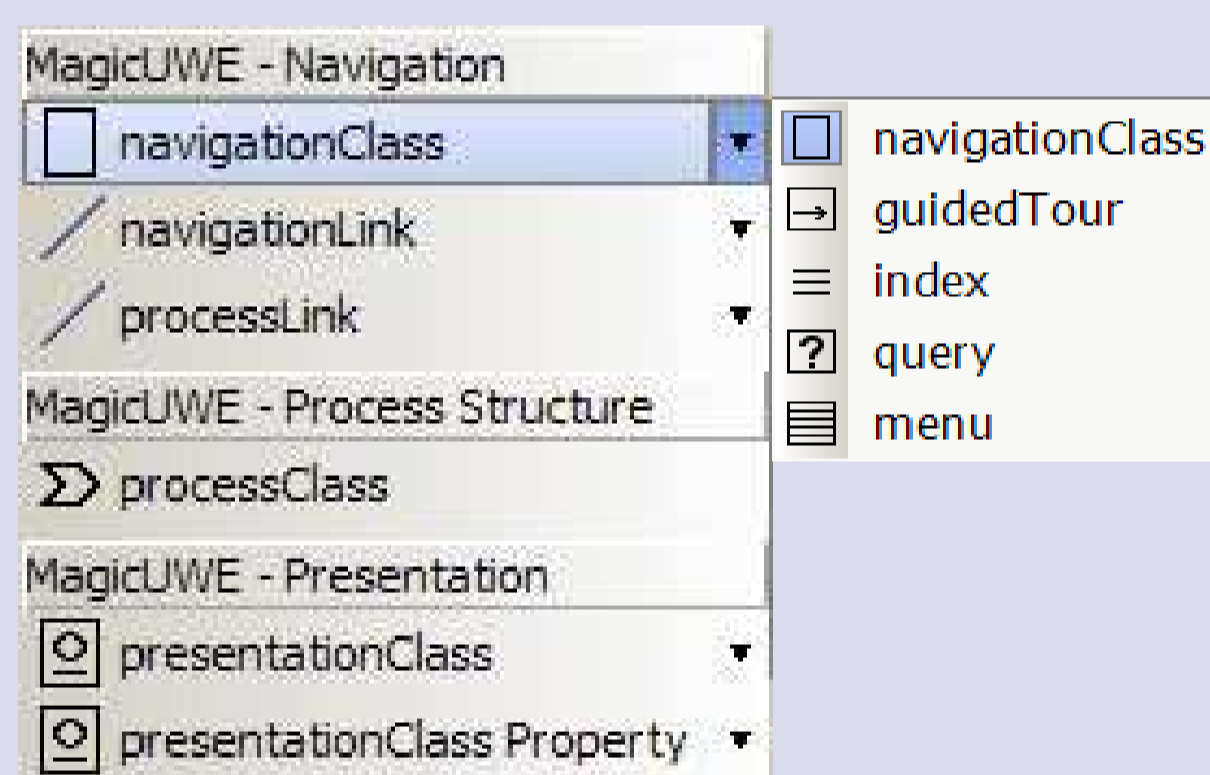 MagicUWE - Navigation
navigationClass
navigationLink
processLink
MagicUWE - Process Structure
processClass
MagicUWE - Presentation
presentationClass
presentationClass Property
navigationClass
guidedTour
index
?
query
menu